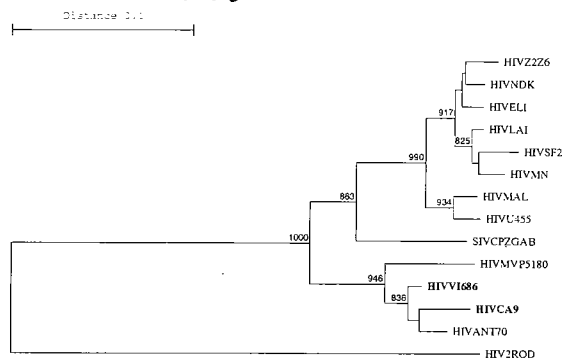 Distance 0.1
HIVZ2Z6
HIVNDK
917
HIVELI
HIVLAI
825
HIVSF2
990
HIVMN
HIVMAL
863
934
HIVU455
1000
SIVCPZGAB
HIVMVP5180
946
HIVVI686
838
HIVCA9
HIVANT70
HIV2ROD